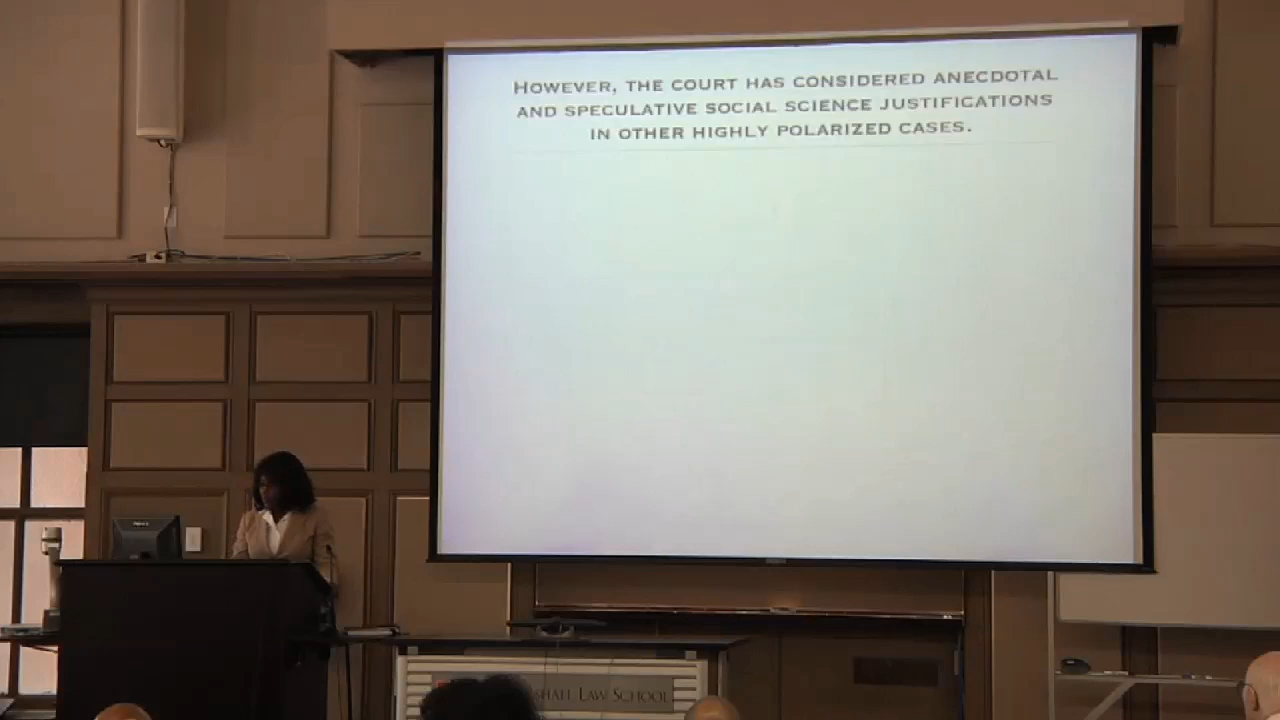 However, the court has considered anecdotal
and speculative social science justifications
in other highly polarized cases.
Law School